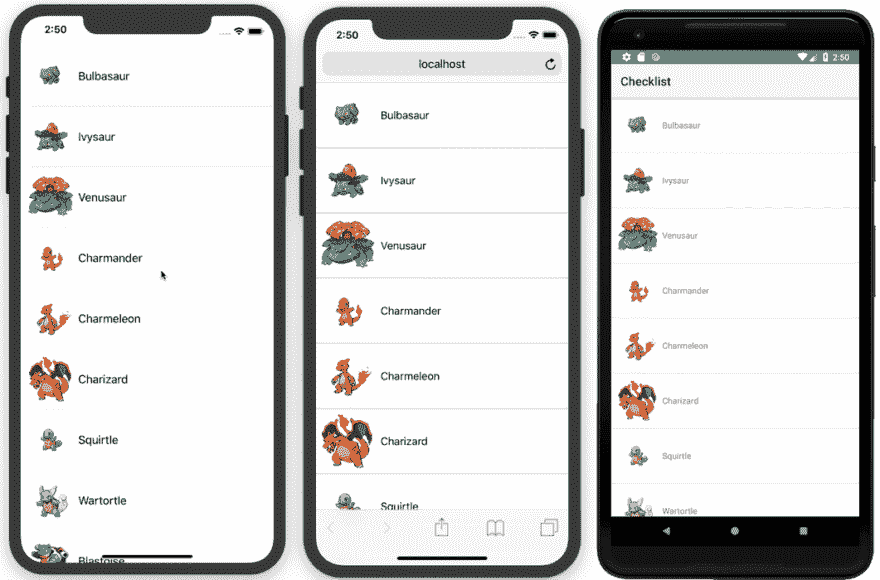 2:50
Bulbasaur
Ivysaur
Venusaur
Charmander
Charmeleon
Charizard
Squirtle
Wartortle
Blastoise
2:50
localhost
Bulbasaur
Ivysaur
Venusaur
Charmander
Charmeleon
Charizard
Squirtle
2:50
Checklist
Bulbasaur
Ivysaur
Venusaur
Charmander
Charmeleon
Charizard
Squirtle
Wartortle